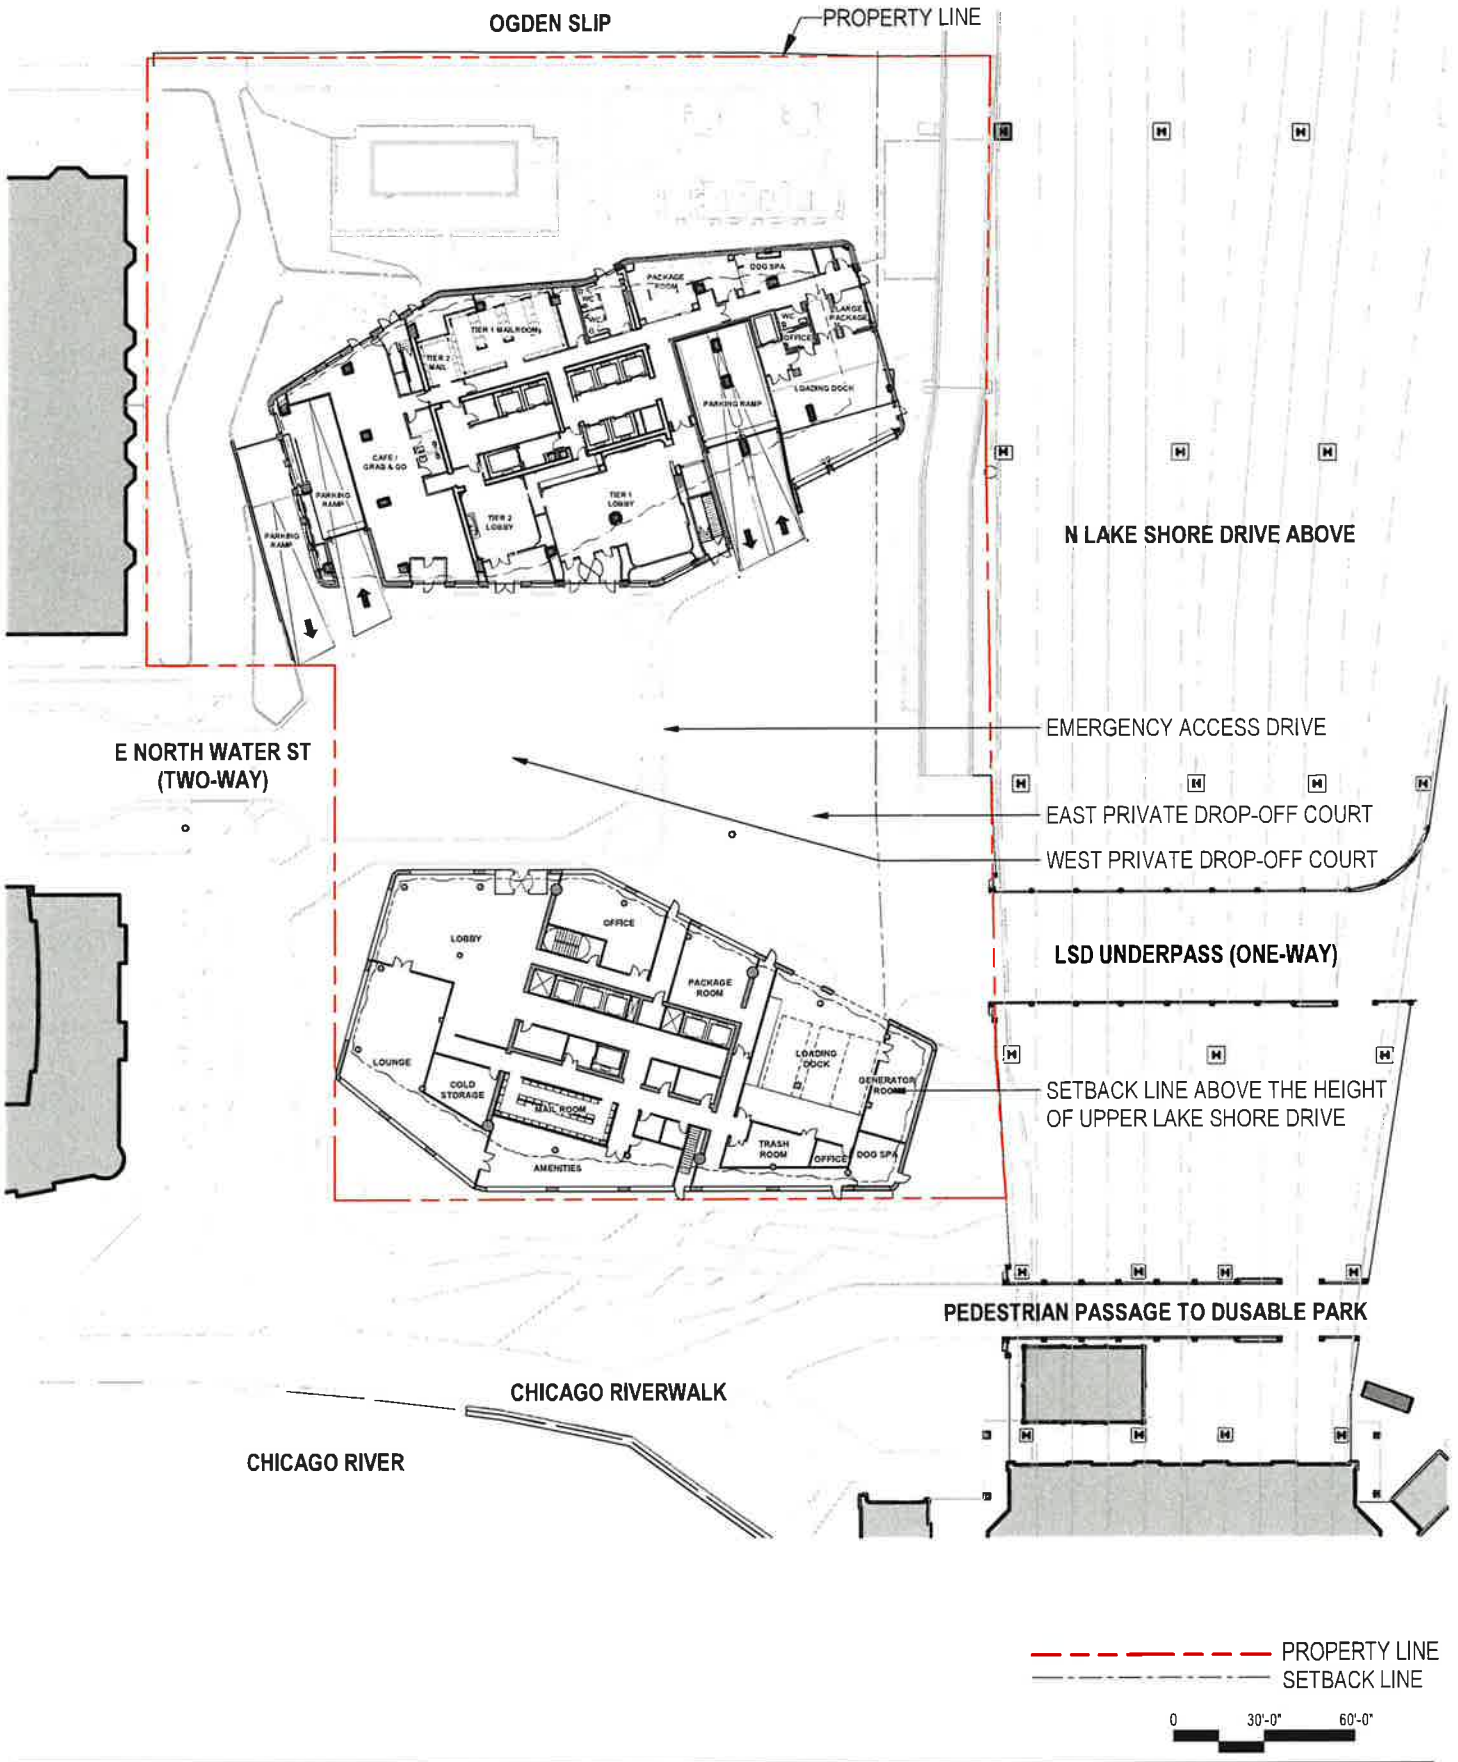 OGDEN SLIP
PROPERTY LINE
DOG SPA
PACKAGE
ROOM
WC
WC
LARGE
PACKAGE
WC
OFFICE
TIER 1 MAILROOMS
TIER 2
MAIL
LOADING DOCK
PARKING RAMP
CAFE /
GRAB & GO
PARKING
RAMP
TIER 1
LOBBY
TIER 2
LOBBY
PARKING
RAMP
N LAKE SHORE DRIVE ABOVE
EMERGENCY ACCESS DRIVE
E NORTH WATER ST
(TWO-WAY)
EAST PRIVATE DROP-OFF COURT
WEST PRIVATE DROP-OFF COURT
OFFICE
LOBBY
LSD UNDERPASS (ONE-WAY)
PACKAGE
ROOM
LOADING
DOCK
LOUNGE
COLD
STORAGE
GENERATOR
ROOMS
SETBACK LINE ABOVE THE HEIGHT
OF UPPER LAKE SHORE DRIVE
MAIL ROOM
TRASH
ROOM
OFFICE
DOG SPA
AMENITIES
PEDESTRIAN PASSAGE TO DUSABLE PARK
CHICAGO RIVERWALK
CHICAGO RIVER
PROPERTY LINE
SETBACK LINE
0 30'-0" 60'-0"